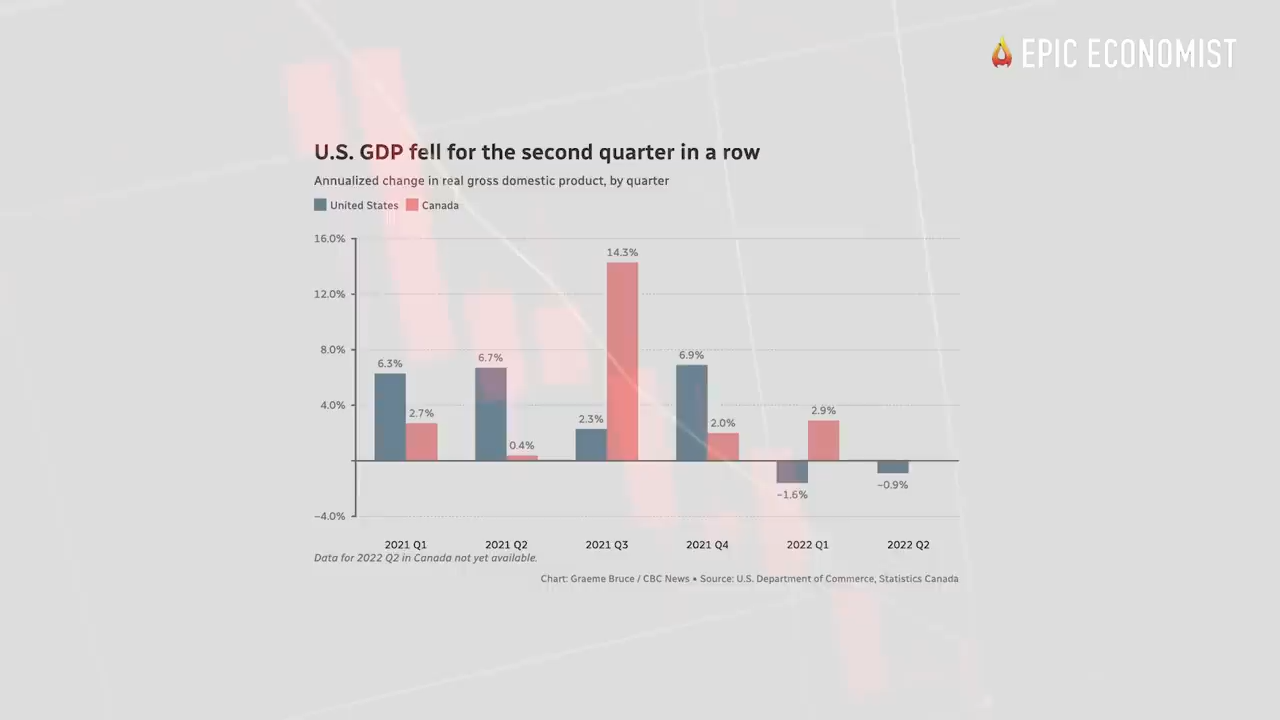 EPIC ECONOMIST
U.S. GDP fell for the second quarter in a row
Annualized change in real gross domestic product, by quarter
United States Canada
16.0%
14.3%
12.0%
8.0%
6.3%
6.7%
6.9%
4.0%
2.7%
0.4%
2.3%
2.0%
2.9%
−1.6%
−0.9%
−4.0%
2021 Q1 2021 Q2 2021 Q3 2021 Q4 2022 Q1 2022 Q2
Data for 2022 Q2 in Canada not yet available.
Chart: Graeme Bruce / CBC News • Source: U.S. Department of Commerce, Statistics Canada